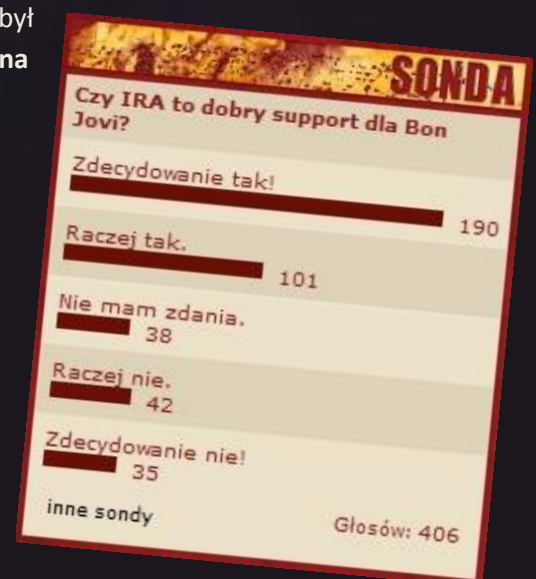 był
na
SONDA
Czy IRA to dobry support dla Bon
Jovi?
Zdecydowanie tak!
190
Raczej tak.
101
Nie mam zdania.
38
Raczej nie.
42
Zdecydowanie nie!
35
inne sondy
Głosów: 406